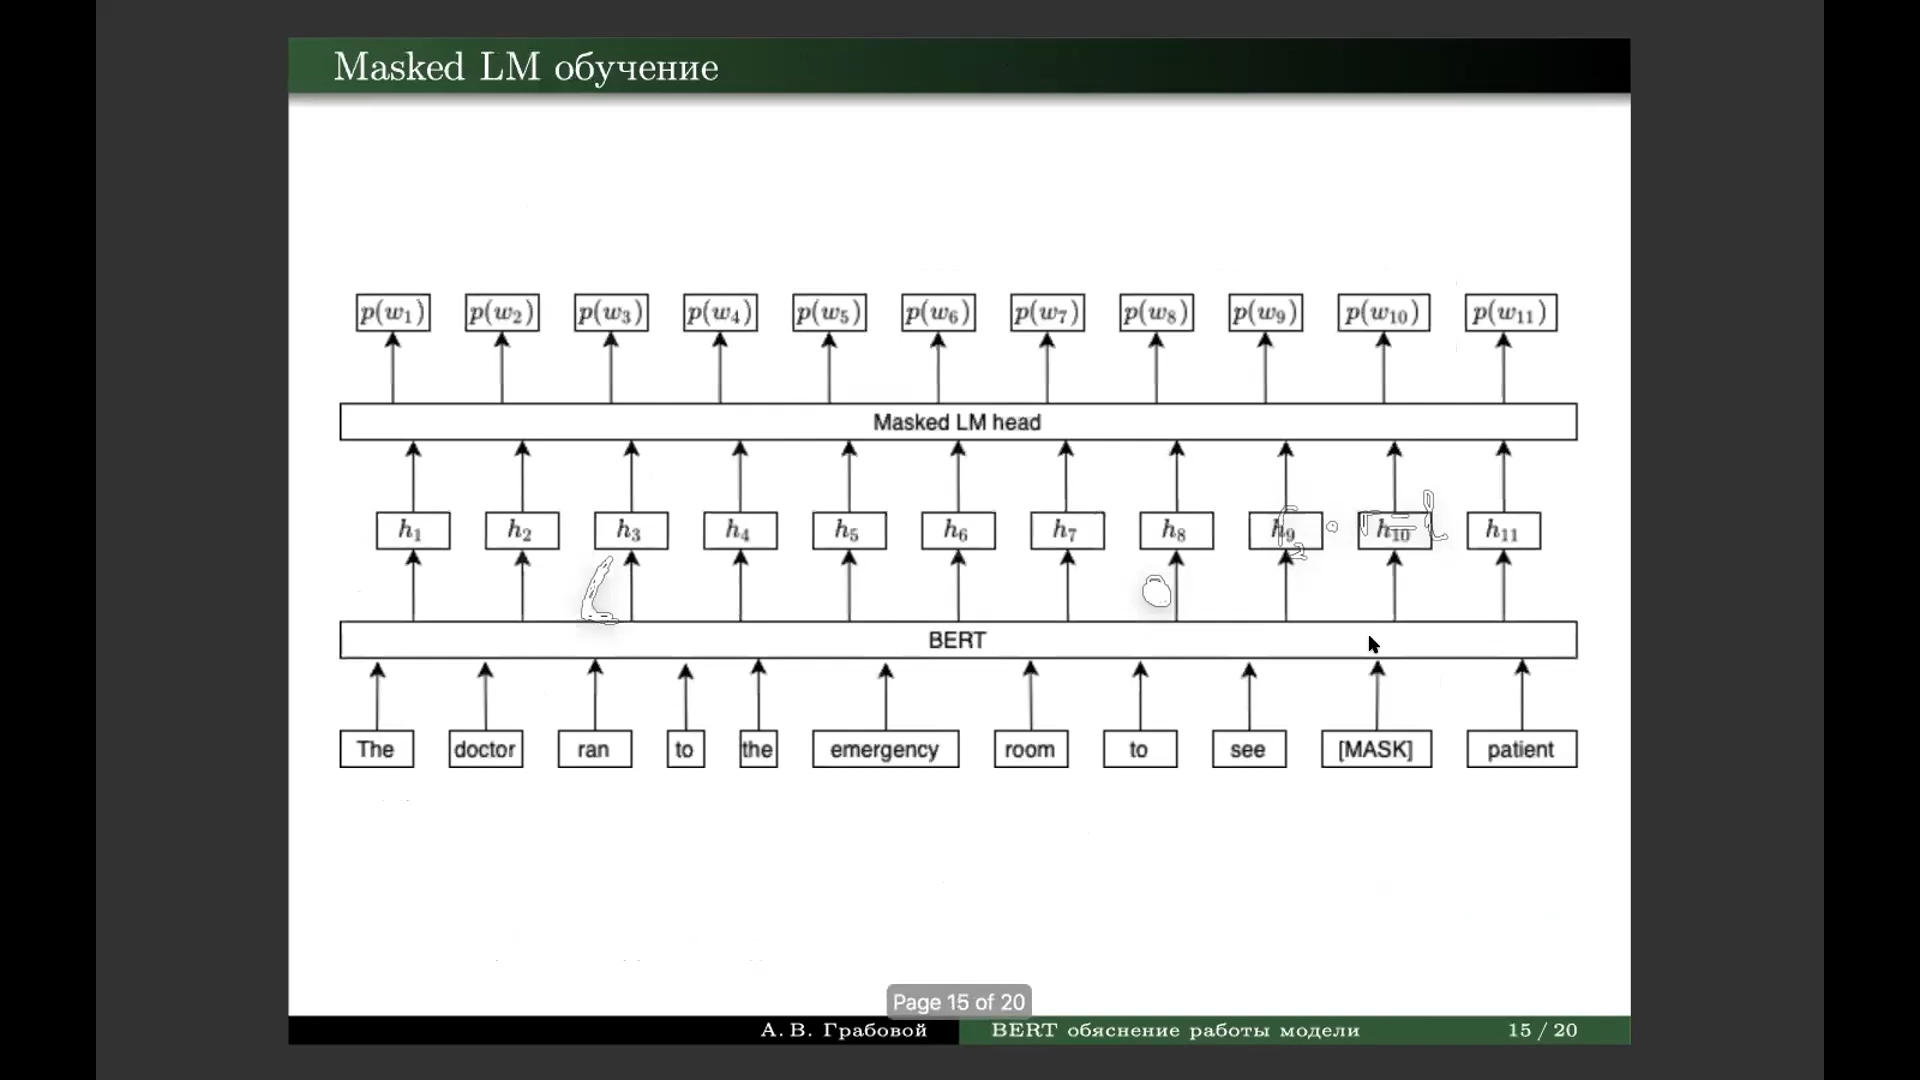 Masked LM обучение
p(w₁) p(w₂) p(w₃) p(w₄) p(w₅) p(w₆) p(w₇) p(w₈) p(w₉) p(w₁₀) p(w₁₁)
Masked LM head
h₁ h₂ h₃ h₄ h₅ h₆ h₇ h₈ h₉ h₁₀ h₁₁
BERT
The doctor ran to the emergency room to see [MASK] patient
Page 15 of 20
А. В. Грабовой BERT обяснение работы модели 15 / 20